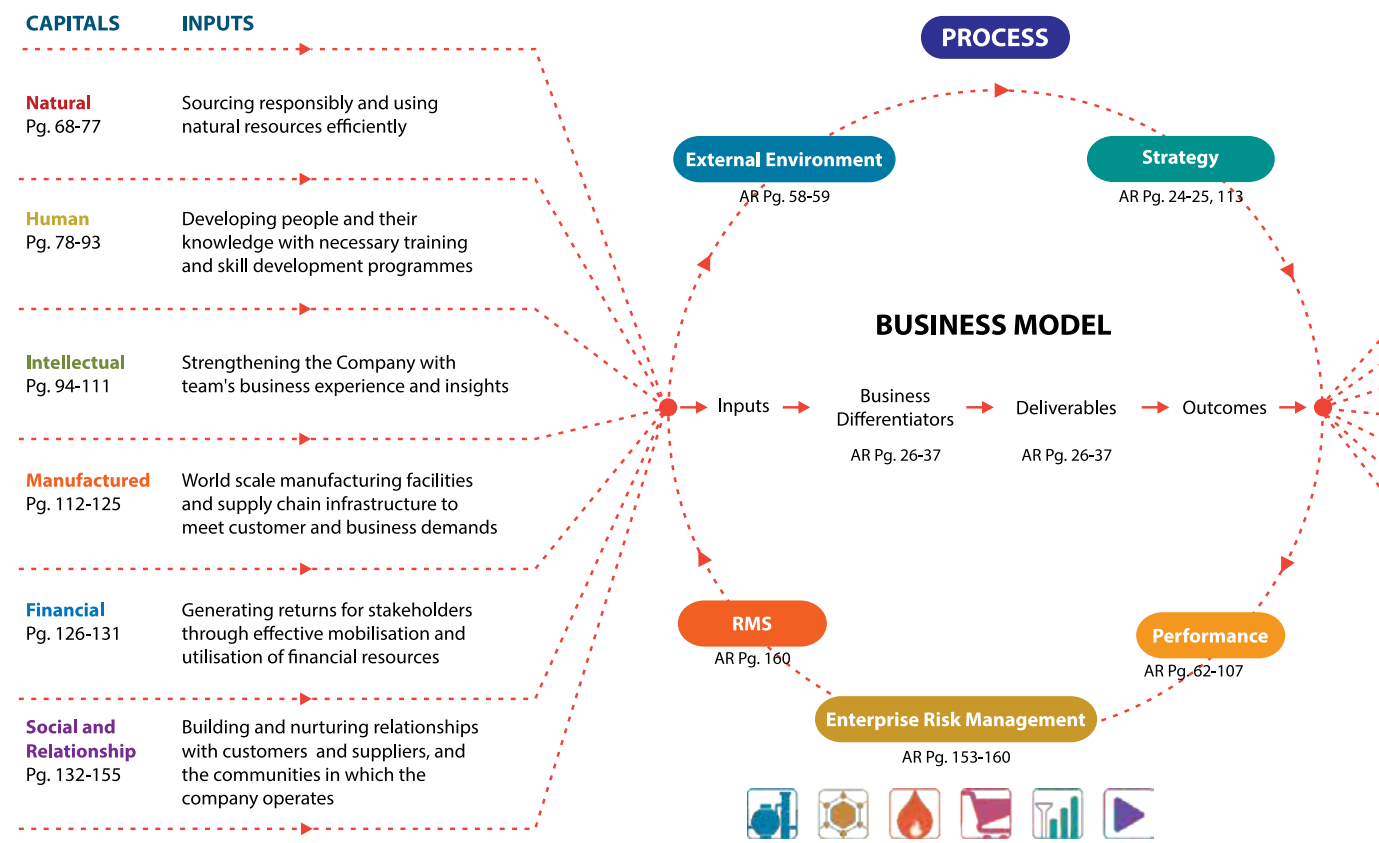 CAPITALS INPUTS
Natural
Pg. 68-77
Sourcing responsibly and using
natural resources efficiently
Human
Pg. 78-93
Developing people and their
knowledge with necessary training
and skill development programmes
Intellectual
Pg. 94-111
Strengthening the Company with
team's business experience and insights
Manufactured
Pg. 112-125
World scale manufacturing facilities
and supply chain infrastructure to
meet customer and business demands
Financial
Pg. 126-131
Generating returns for stakeholders
through effective mobilisation and
utilisation of financial resources
Social and
Relationship
Pg. 132-155
Building and nurturing relationships
with customers and suppliers, and
the communities in which the
company operates
PROCESS
External Environment
AR Pg. 58-59
Strategy
AR Pg. 24-25, 113
BUSINESS MODEL
Inputs
Business
Differentiators
AR Pg. 26-37
Deliverables
AR Pg. 26-37
Outcomes
RMS
AR Pg. 160
Performance
AR Pg. 62-107
Enterprise Risk Management
AR Pg. 153-160